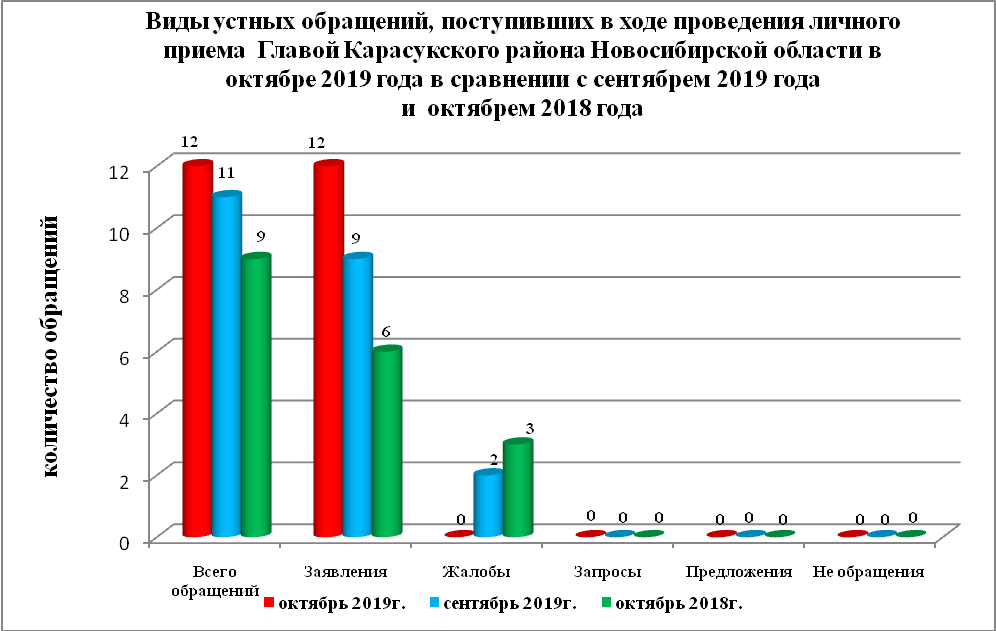 Виды устных обращений, поступивших в ходе проведения личного
приема Главой Карасукского района Новосибирской области в
октябре 2019 года в сравнении с сентябрем 2019 года
и октябрем 2018 года
количество обращений
12
10
8
6
4
2
0
12 11 9
12 9 6
0 2 3
0 0 0
0 0 0
0 0 0
Всего
обращений
Заявления
Жалобы
Запросы
Предложения
Не обращения
октябрь 2019г. сентябрь 2019г. октябрь 2018г.